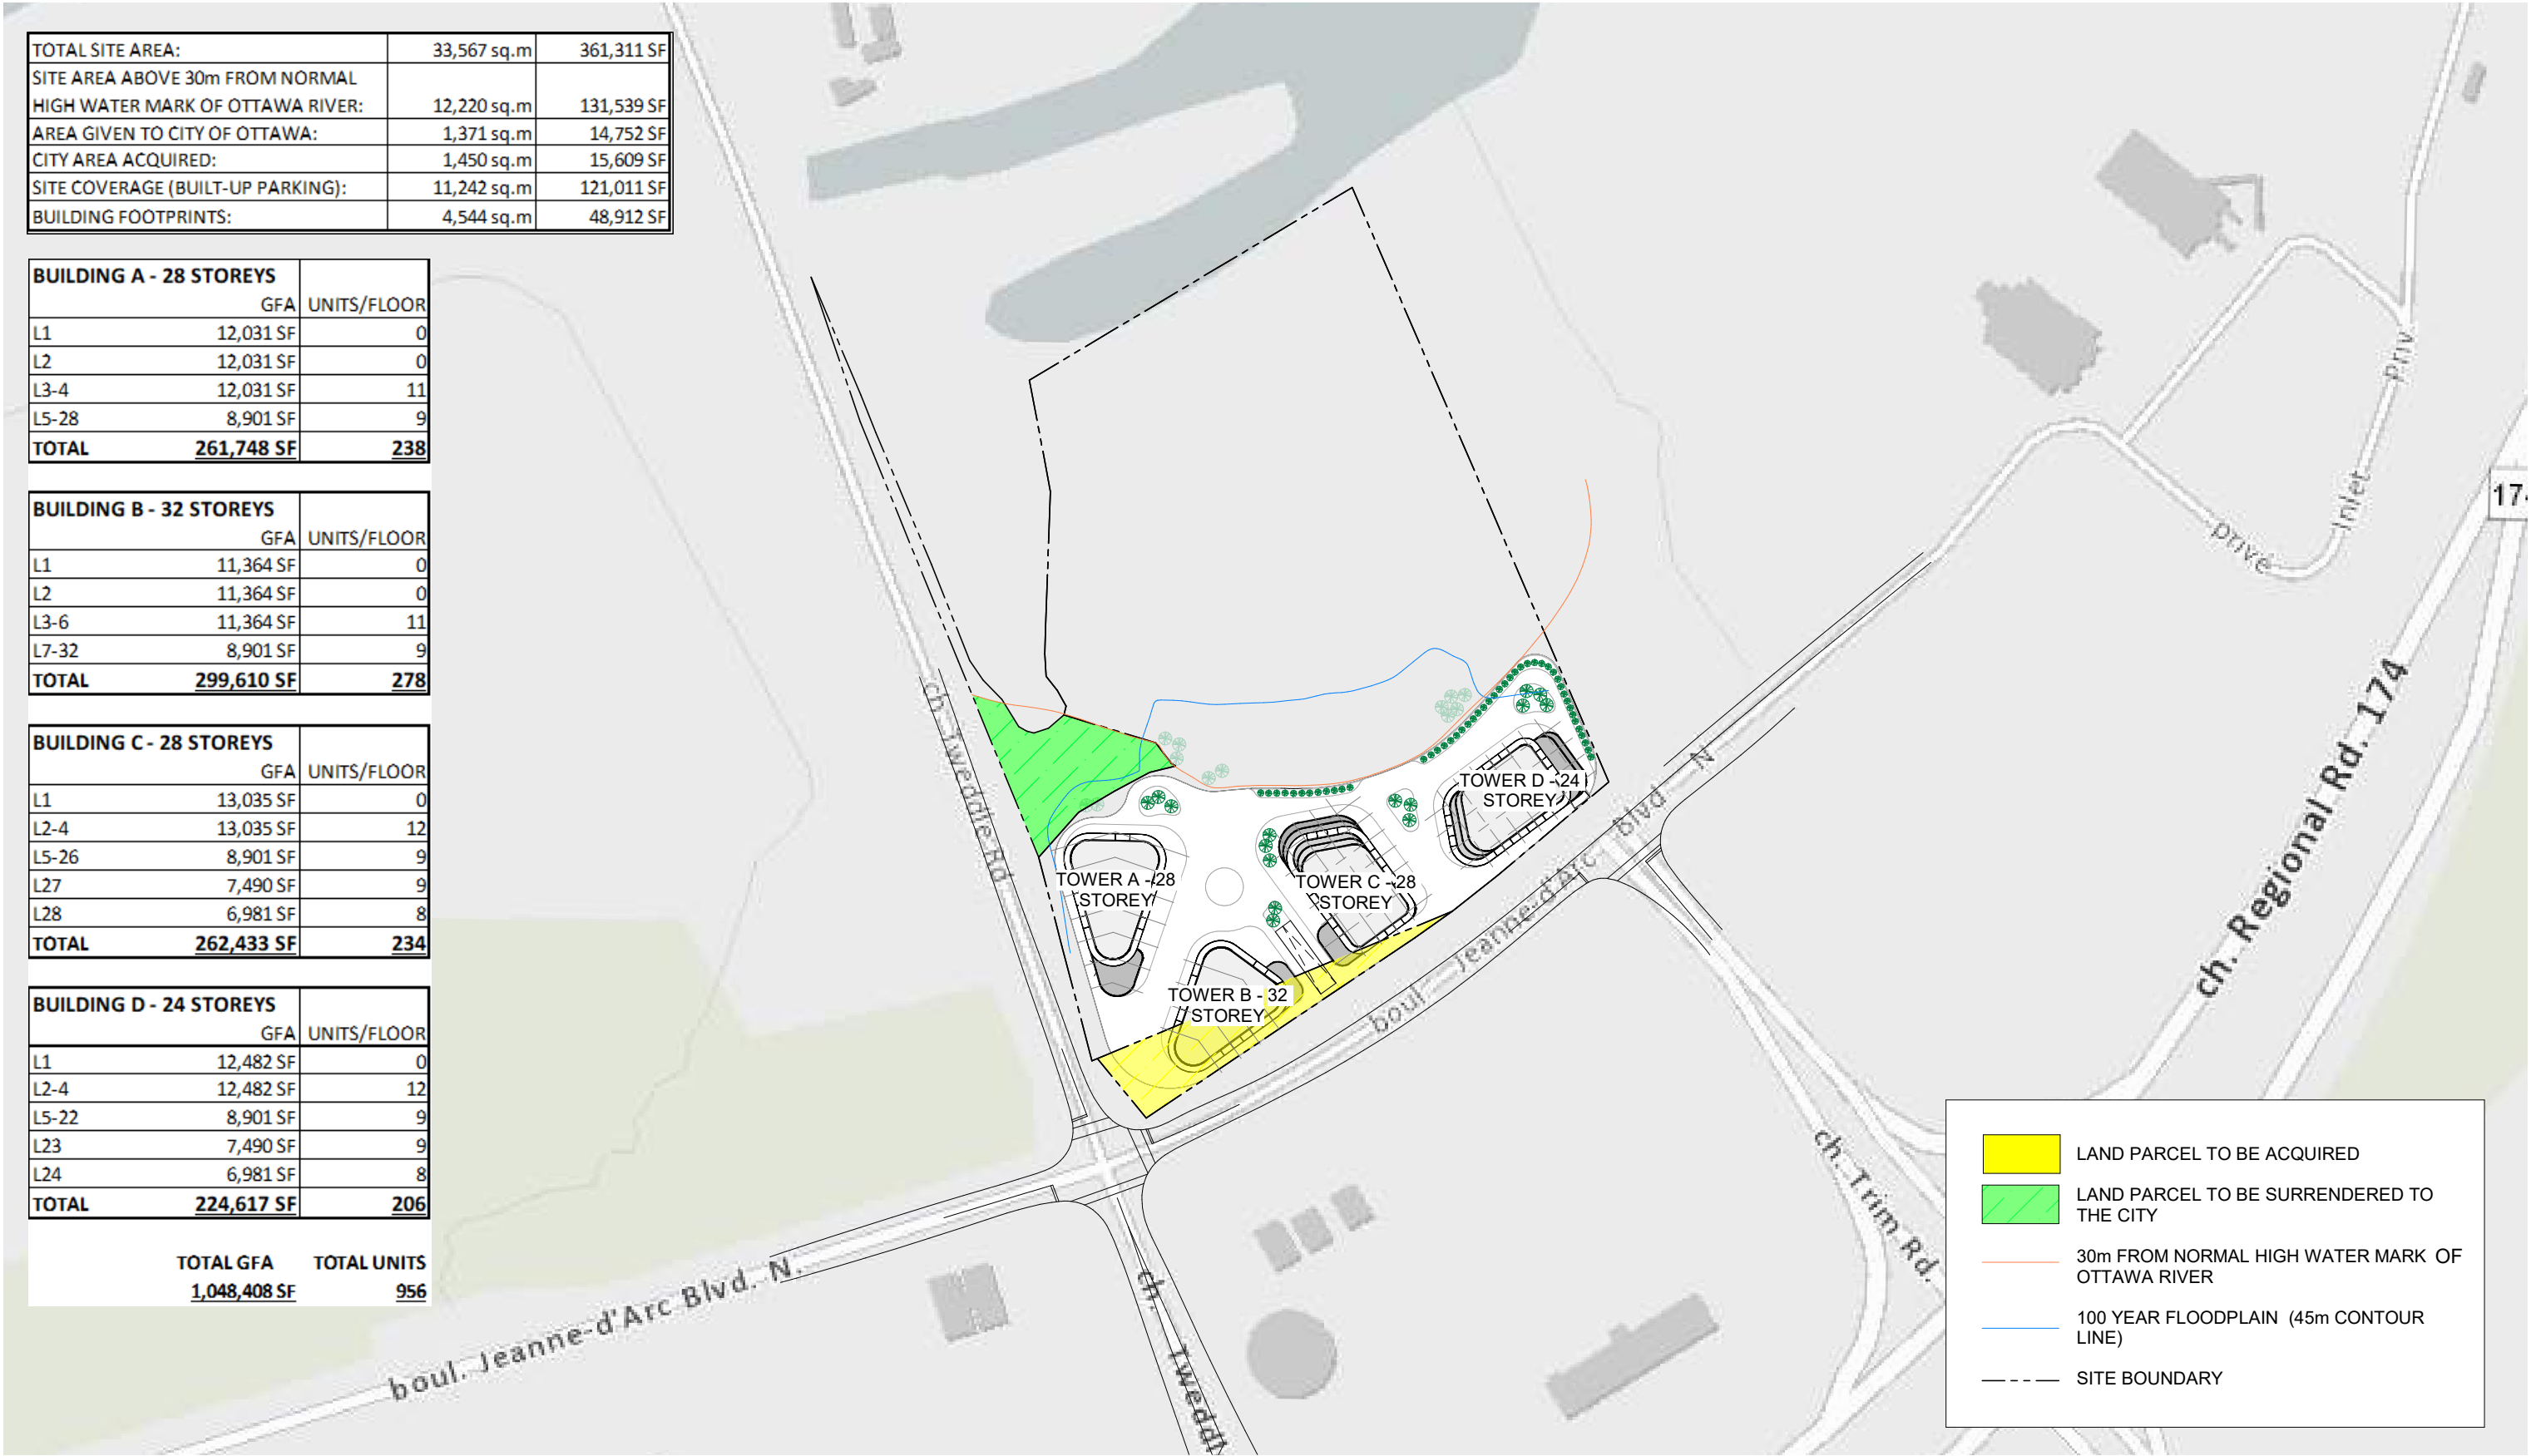 TOTAL SITE AREA: 33,567 sq.m 361,311 SF
SITE AREA ABOVE 30m FROM NORMAL
HIGH WATER MARK OF OTTAWA RIVER: 12,220 sq.m 131,539 SF
AREA GIVEN TO CITY OF OTTAWA: 1,371 sq.m 14,752 SF
CITY AREA ACQUIRED: 1,450 sq.m 15,609 SF
SITE COVERAGE (BUILT-UP PARKING): 11,242 sq.m 121,011 SF
BUILDING FOOTPRINTS: 4,544 sq.m 48,912 SF
BUILDING A - 28 STOREYS
GFA UNITS/FLOOR
L1 12,031 SF 0
L2 12,031 SF 0
L3-4 12,031 SF 11
L5-28 8,901 SF 9
TOTAL 261,748 SF 238
BUILDING B - 32 STOREYS
GFA UNITS/FLOOR
L1 11,364 SF 0
L2 11,364 SF 0
L3-6 11,364 SF 11
L7-32 8,901 SF 9
TOTAL 299,610 SF 278
BUILDING C - 28 STOREYS
GFA UNITS/FLOOR
L1 13,035 SF 0
L2-4 13,035 SF 12
L5-26 8,901 SF 9
L27 7,490 SF 9
L28 6,981 SF 8
TOTAL 262,433 SF 234
BUILDING D - 24 STOREYS
GFA UNITS/FLOOR
L1 12,482 SF 0
L2-4 12,482 SF 12
L5-22 8,901 SF 9
L23 7,490 SF 9
L24 6,981 SF 8
TOTAL 224,617 SF 206
TOTAL GFA TOTAL UNITS
1,048,408 SF 956
TOWER A - 28
STOREY
TOWER B - 32
STOREY
TOWER C - 28
STOREY
TOWER D - 24
STOREY
ch. Tweddle Rd.
boul. Jeanne-d'Arc Blvd. N.
boul. Jeanne-d'Arc Blvd. N
ch. Tweddl
ch. Trim Rd.
ch. Regional Rd. 174
17
privé Inlet priv.
LAND PARCEL TO BE ACQUIRED
LAND PARCEL TO BE SURRENDERED TO
THE CITY
30m FROM NORMAL HIGH WATER MARK OF
OTTAWA RIVER
100 YEAR FLOODPLAIN (45m CONTOUR
LINE)
SITE BOUNDARY